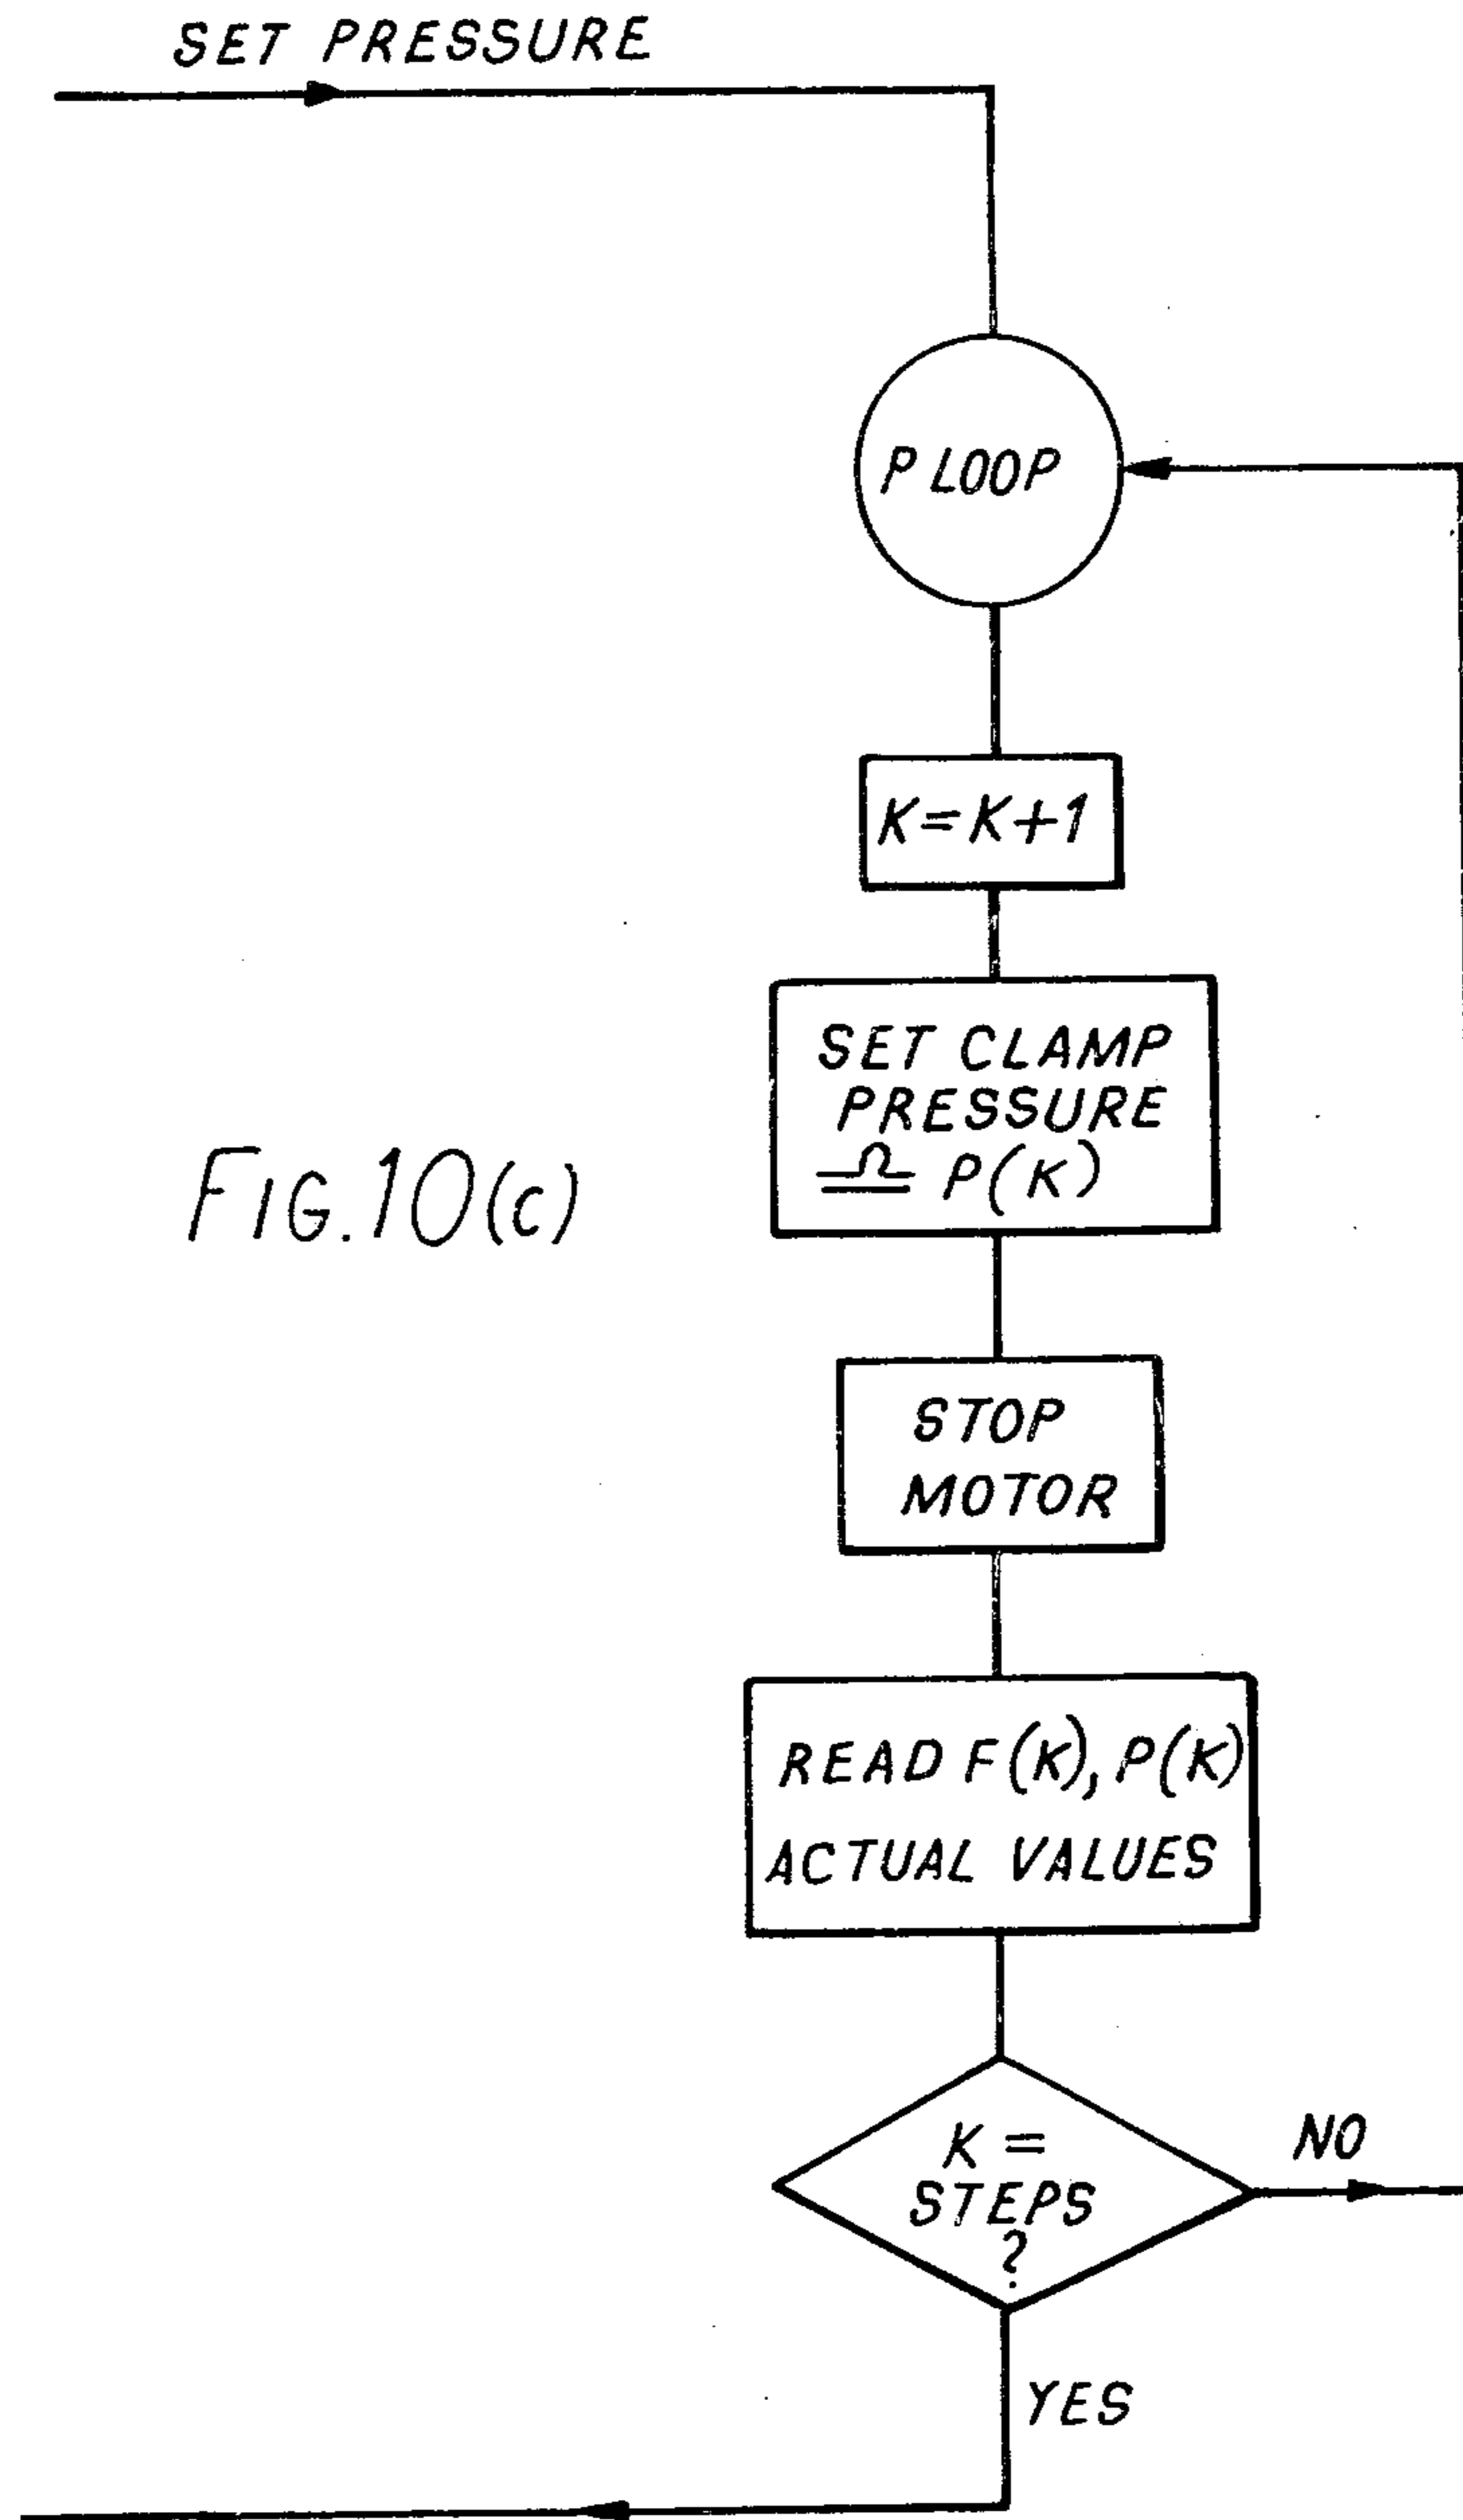 SET PRESSURE
P LOOP
K=K+1
SET CLAMP
PRESSURE
≗ P(K)
FIG.10(c)
STOP
MOTOR
READ F(K), P(K)
ACTUAL VALUES
K =
STEPS
?
NO
YES